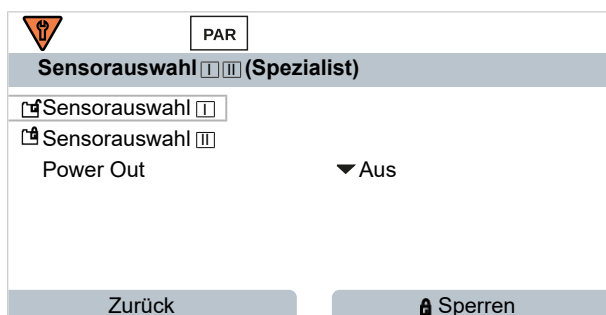 PAR
Sensorauswahl I II (Spezialist)
Sensorauswahl I
Sensorauswahl II
Power Out Aus
Zurück Sperren